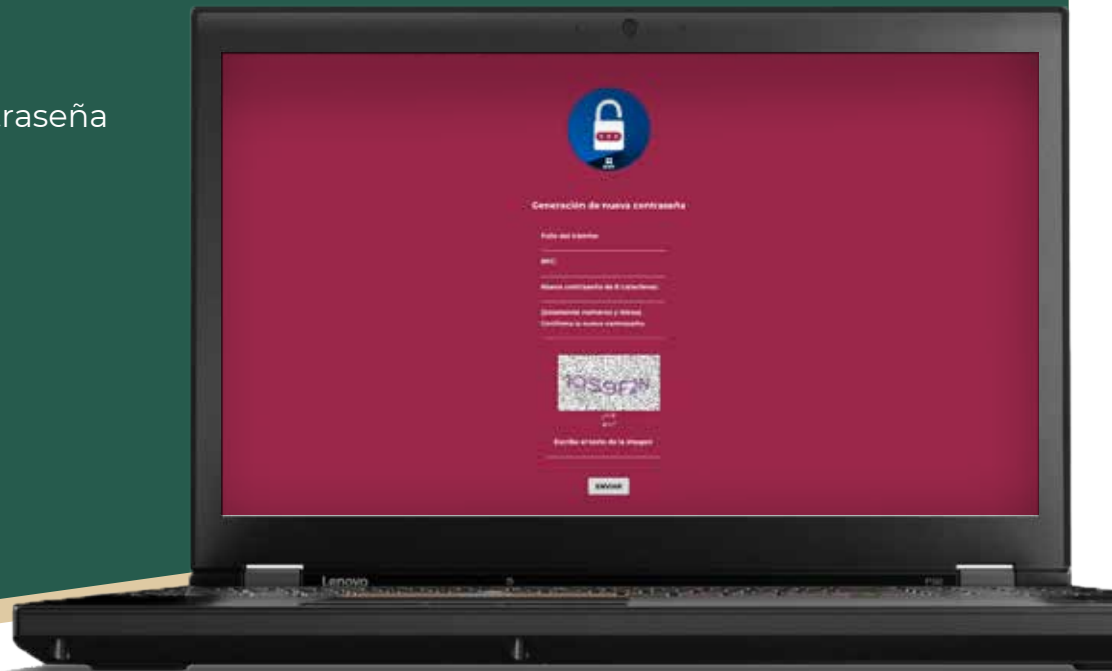 traseña
Generación de nueva contraseña
Folio del trámite:
RFC:
Nueva contraseña de 8 caracteres:
(Solamente números y letras)
Confirma la nueva contraseña:
Escribe el texto de la imagen
ENVIAR
Lenovo